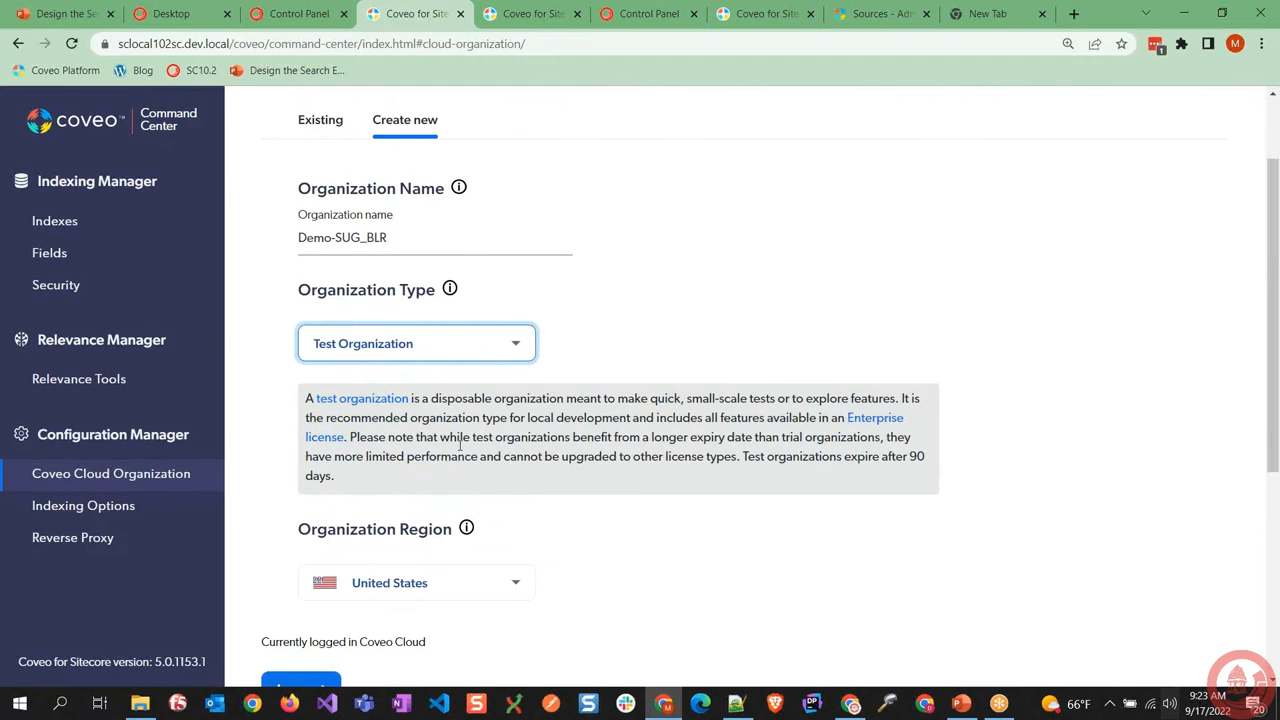 Design the Se
Desktop
Control Panel
Coveo for Site
Coveo for Site
Control Panel
Coveo for Site
Sources - Adm
New Tab
sclocal102sc.dev.local/coveo/command-center/index.html#cloud-organization/
M
1
Coveo Platform
Blog
SC10.2
Design the Search E...
coveo™
Command
Center
Existing
Create new
Indexing Manager
Organization Name
Organization name
Indexes
Demo-SUG_BLR
Fields
Security
Organization Type
Relevance Manager
Test Organization
Relevance Tools
A test organization is a disposable organization meant to make quick, small-scale tests or to explore features. It is
the recommended organization type for local development and includes all features available in an Enterprise
license. Please note that while test organizations benefit from a longer expiry date than trial organizations, they
have more limited performance and cannot be upgraded to other license types. Test organizations expire after 90
days.
Configuration Manager
Coveo Cloud Organization
Indexing Options
Reverse Proxy
Organization Region
United States
Currently logged in Coveo Cloud
Coveo for Sitecore version: 5.0.1153.1
66°F
9:23 AM
9/17/2022
20